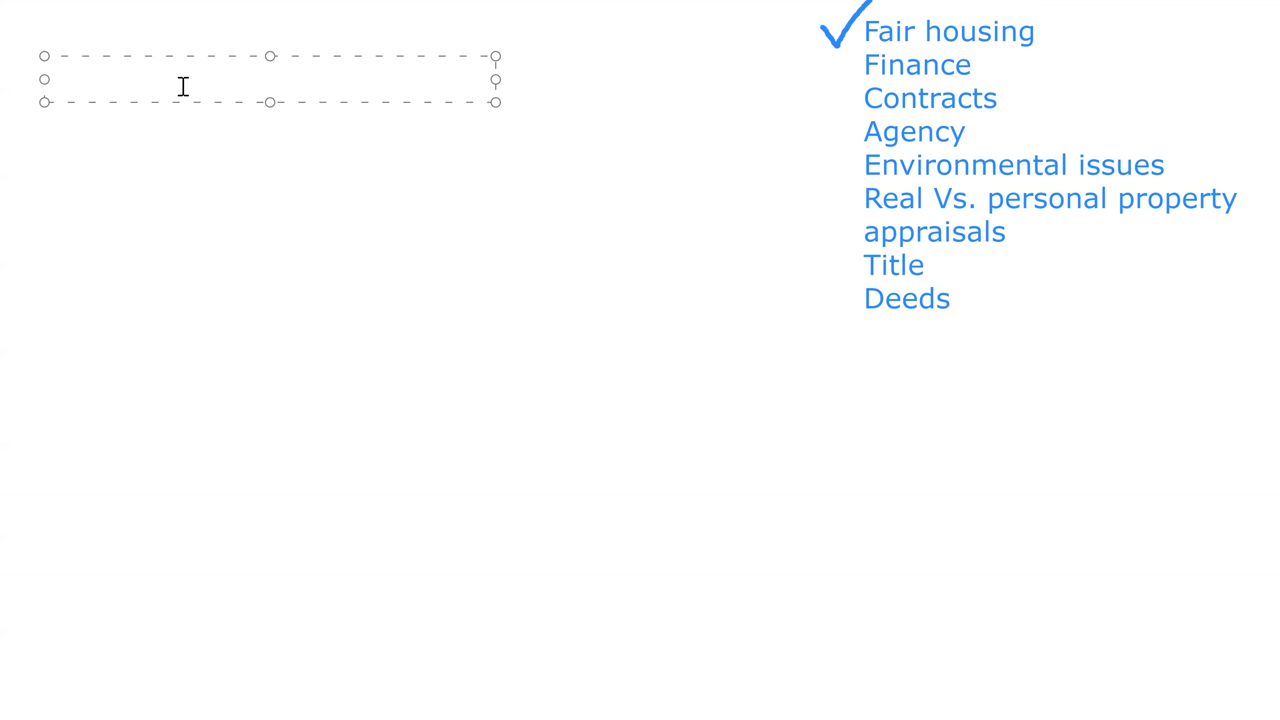 Fair housing
Finance
Contracts
Agency
Environmental issues
Real Vs. personal property
appraisals
Title
Deeds